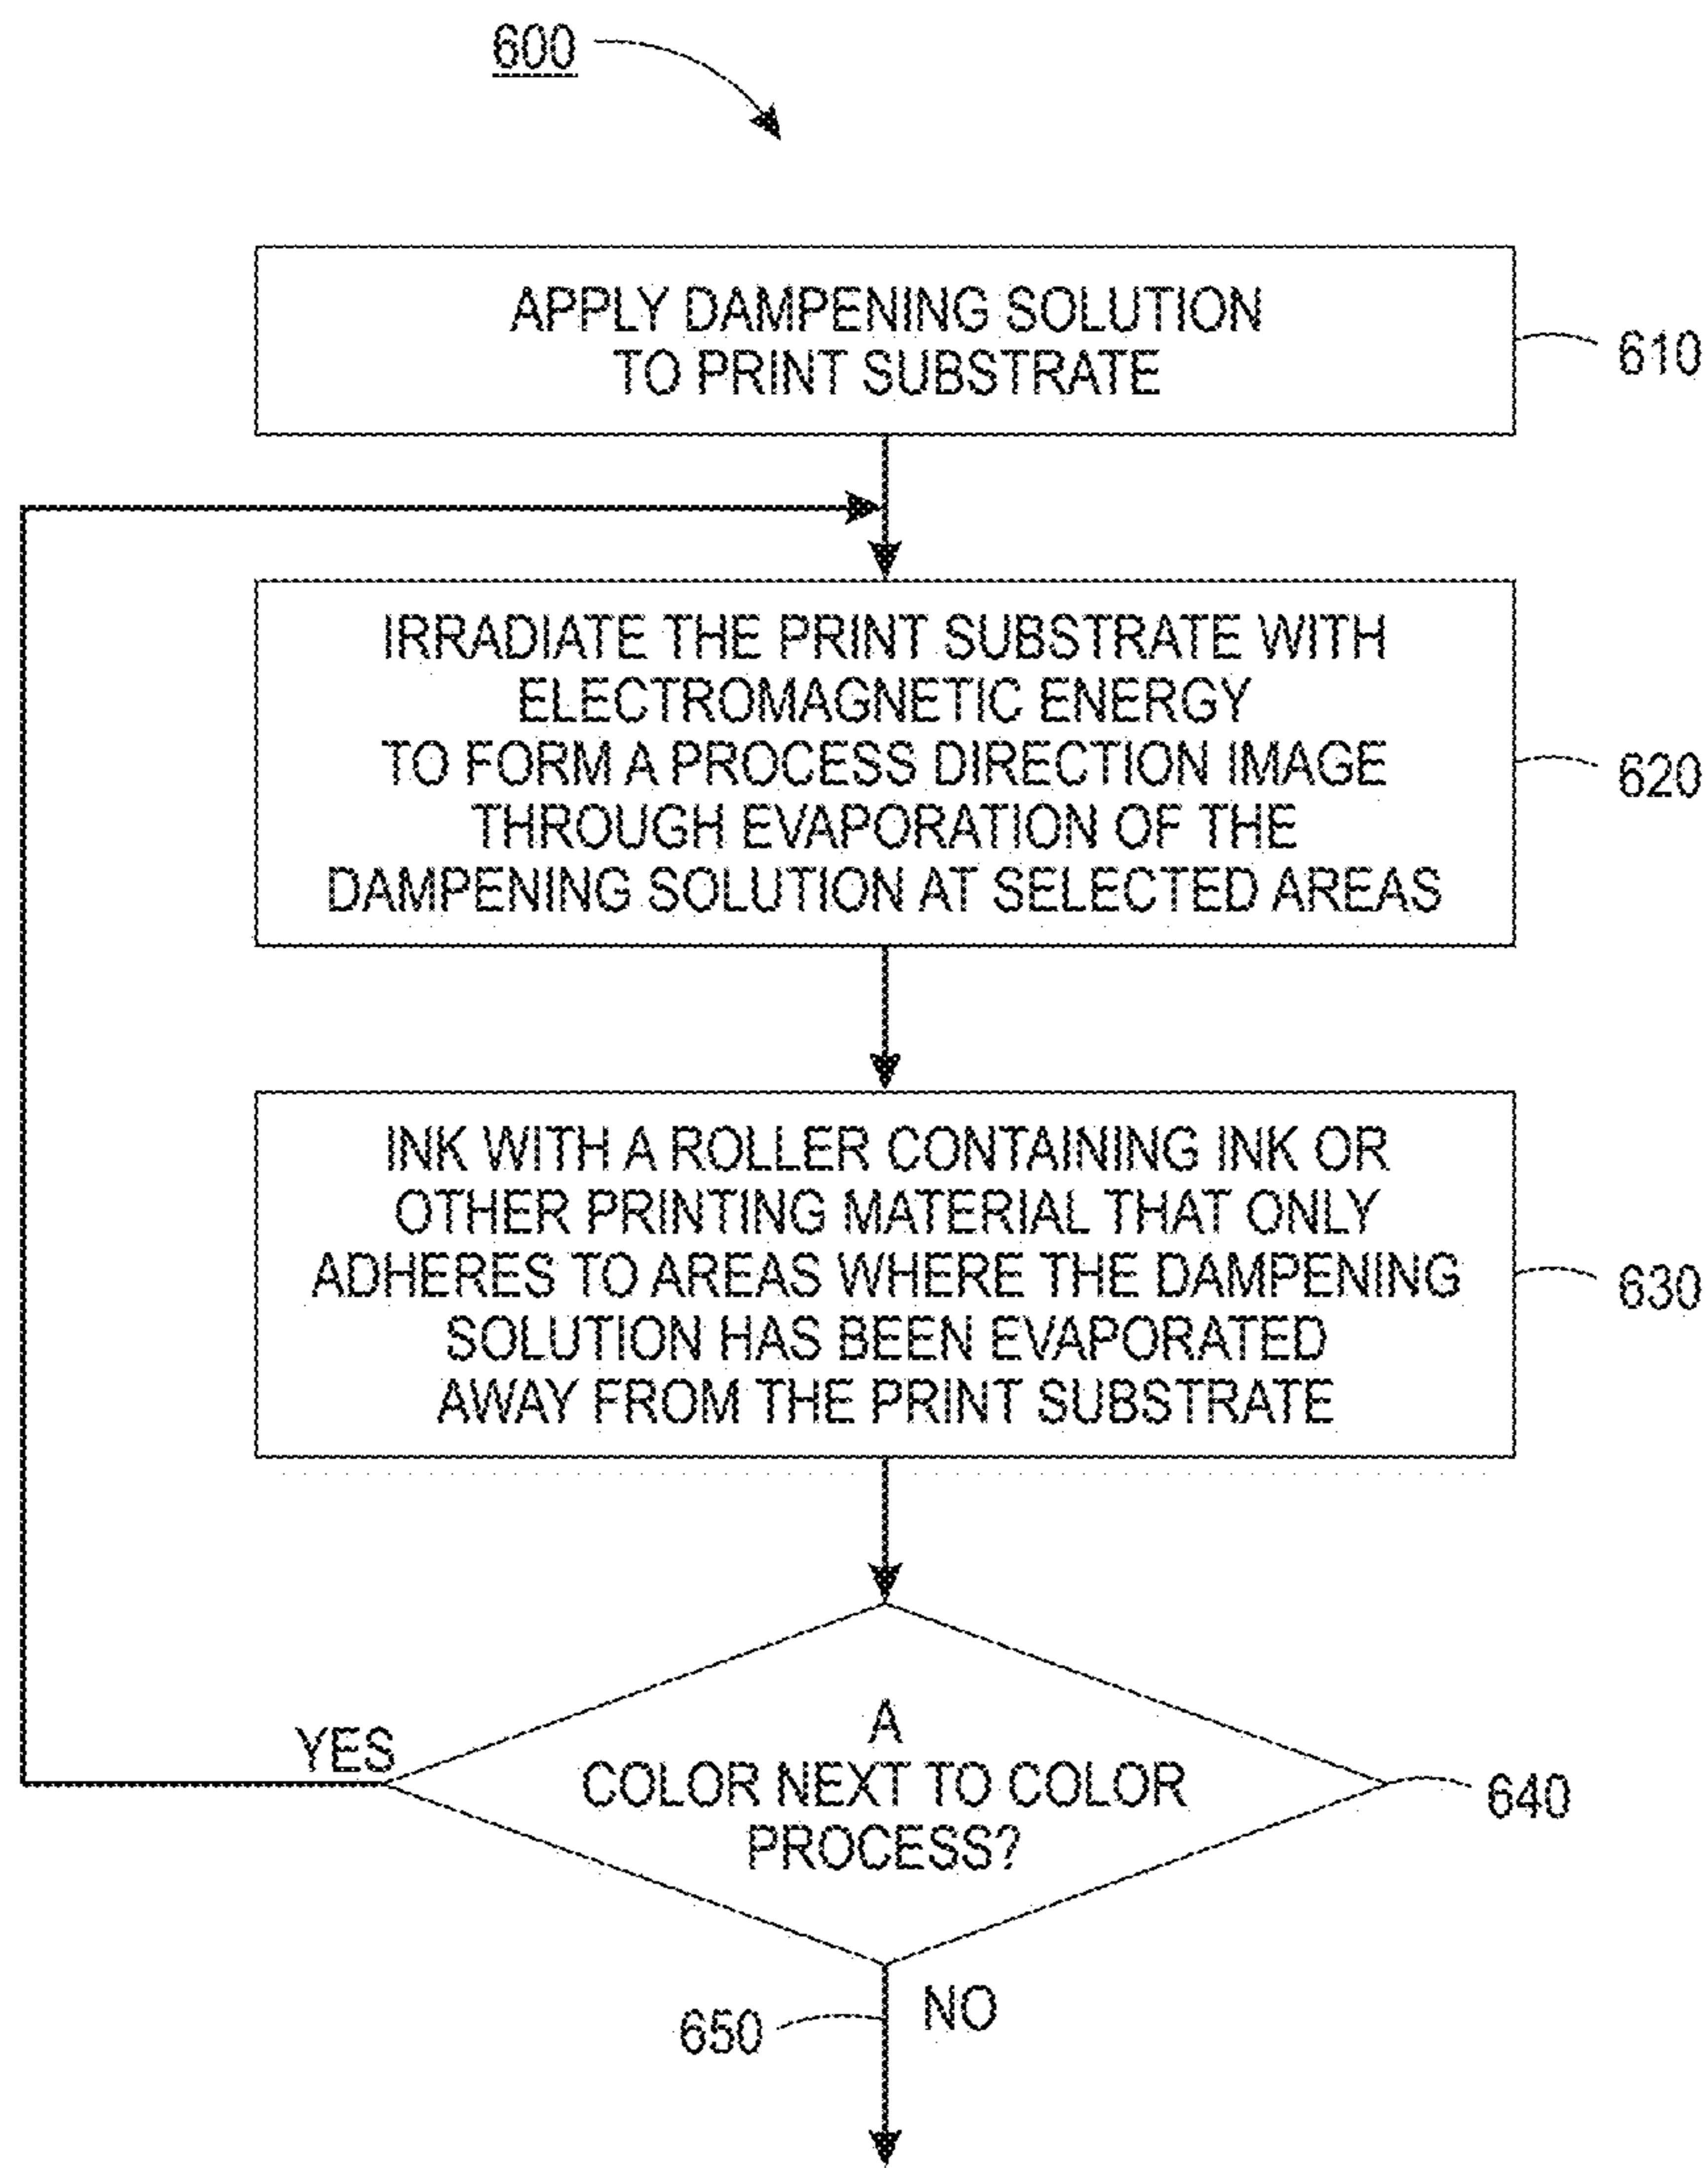 600
APPLY DAMPENING SOLUTION
TO PRINT SUBSTRATE
610
IRRADIATE THE PRINT SUBSTRATE WITH
ELECTROMAGNETIC ENERGY
TO FORM A PROCESS DIRECTION IMAGE
THROUGH EVAPORATION OF THE
DAMPENING SOLUTION AT SELECTED AREAS
620
INK WITH A ROLLER CONTAINING INK OR
OTHER PRINTING MATERIAL THAT ONLY
ADHERES TO AREAS WHERE THE DAMPENING
SOLUTION HAS BEEN EVAPORATED
AWAY FROM THE PRINT SUBSTRATE
630
YES
A
COLOR NEXT TO COLOR
PROCESS?
640
650
NO